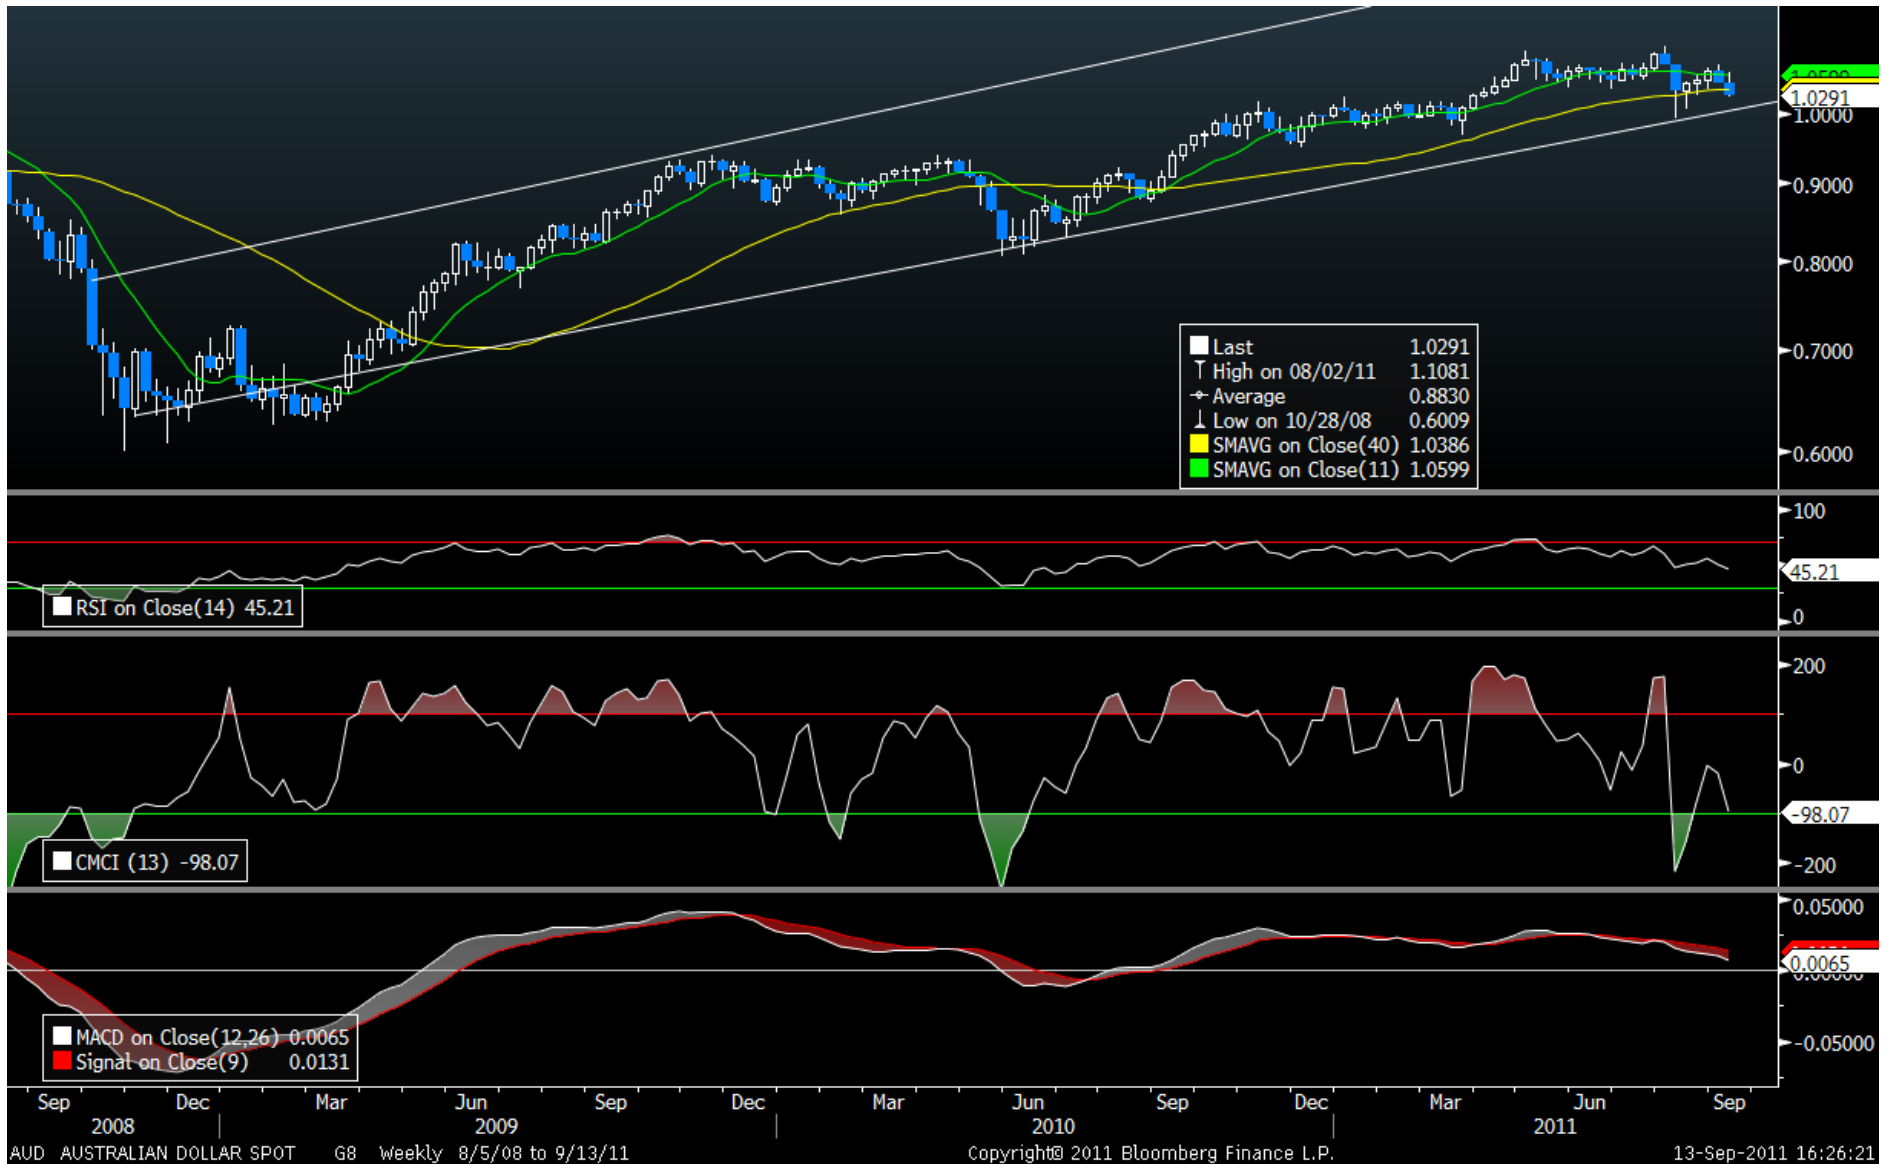 1.0599
1.0291
1.0000
0.9000
0.8000
0.7000
0.6000
Last 1.0291
High on 08/02/11 1.1081
Average 0.8830
Low on 10/28/08 0.6009
SMAVG on Close(40) 1.0386
SMAVG on Close(11) 1.0599
100
45.21
0
RSI on Close(14) 45.21
200
0
-98.07
-200
CMCI (13) -98.07
0.05000
0.0065
0.00000
-0.05000
MACD on Close(12,26) 0.0065
Signal on Close(9) 0.0131
Sep Dec Mar Jun Sep Dec Mar Jun Sep Dec Mar Jun Sep
2008 2009 2010 2011
AUD AUSTRALIAN DOLLAR SPOT G8 Weekly 8/5/08 to 9/13/11 Copyright© 2011 Bloomberg Finance L.P. 13-Sep-2011 16:26:21